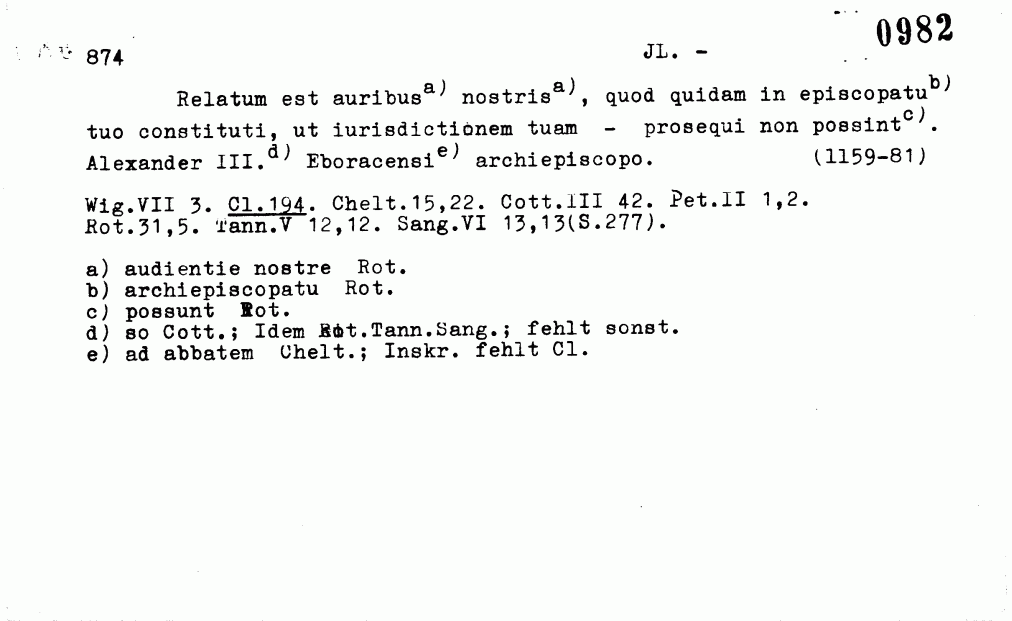 0982
874 JL. -
Relatum est auribus a) nostris a), quod quidam in episcopatu b)
tuo constituti, ut iurisdictionem tuam - prosequi non possint c).
Alexander III. d) Eboracensi e) archiepiscopo. (1159-81)
Wig.VII 3. Cl.194. Chelt.15,22. Cott.III 42. Pet.II 1,2.
Rot.31,5. Tann.V 12,12. Sang.VI 13,13(S.277).
a) audientie nostre Rot.
b) archiepiscopatu Rot.
c) possunt Rot.
d) so Cott.; Idem Rot.Tann.Sang.; fehlt sonst.
e) ad abbatem Chelt.; Inskr. fehlt Cl.